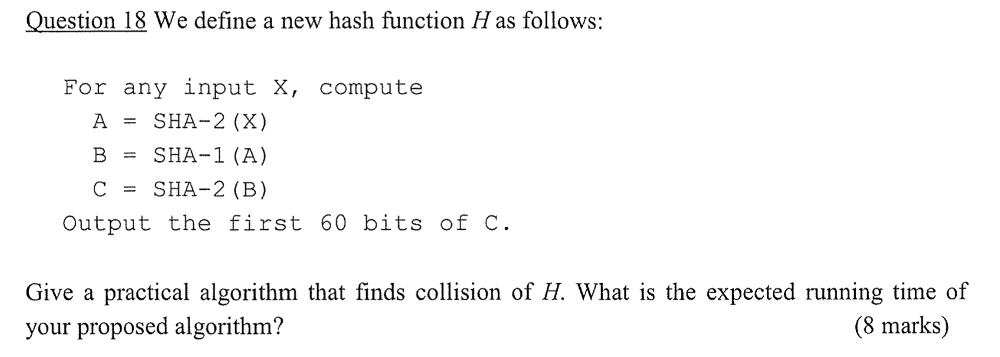 Question 18 We define a new hash function H as follows:
For any input X, compute
A = SHA-2(X)
B = SHA-1(A)
C = SHA-2(B)
Output the first 60 bits of C.
Give a practical algorithm that finds collision of H. What is the expected running time of
your proposed algorithm? (8 marks)